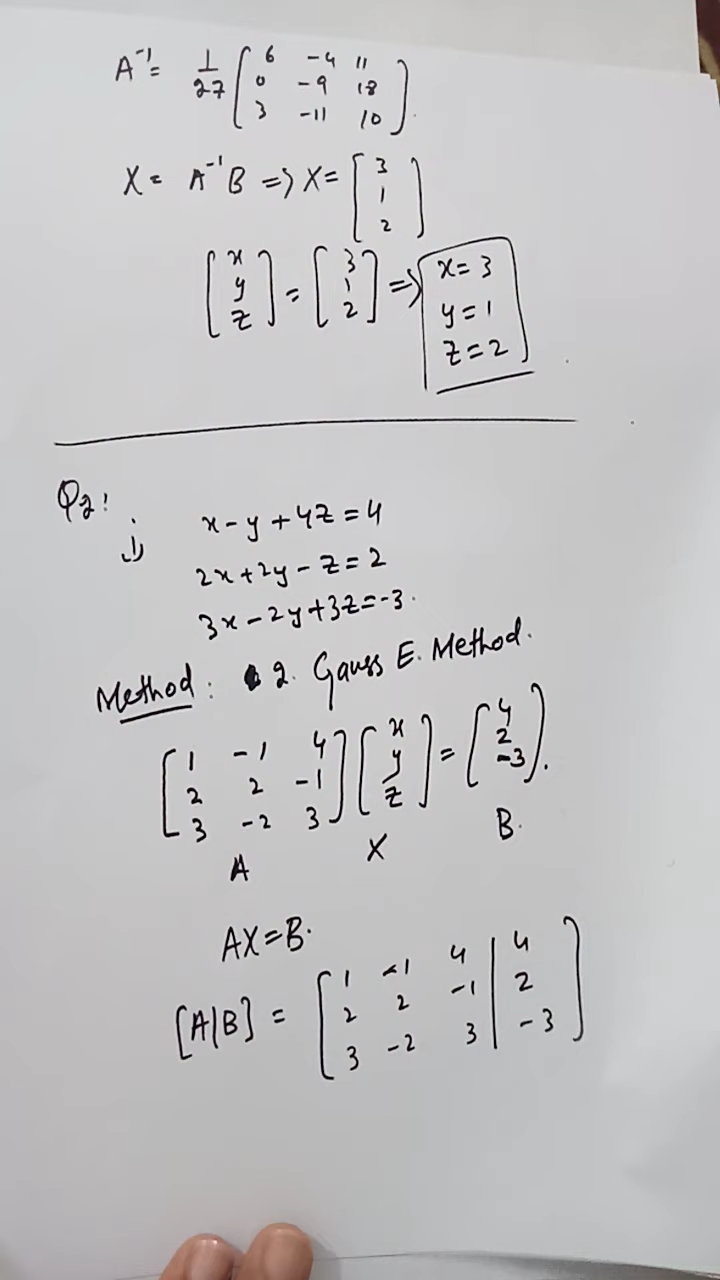 A⁻¹ = 1/27 [6 -4 11
0 -9 18
3 -11 10].
X = A⁻¹B => X = [3
1
2]
[x
y
z] = [3
1
2] => x = 3
y = 1
z = 2
Q2:
i) x - y + 4z = 4
2x + 2y - z = 2
3x - 2y + 3z = -3.
Method: 2. Gauss E. Method.
[1 -1 4
2 2 -1
3 -2 3] [x
y
z] = [4
2
-3].
A X B.
AX = B.
[A|B] = [1 -1 4 | 4
2 2 -1 | 2
3 -2 3 | -3]